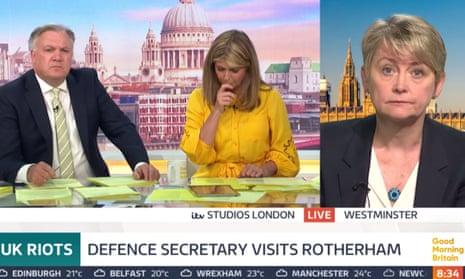 itv STUDIOS LONDON LIVE WESTMINSTER
UK RIOTS DEFENCE SECRETARY VISITS ROTHERHAM
Good Morning Britain
EDINBURGH 21°c BELFAST 20°c WREXHAM 23°c MANCHESTER 24°c NEWC
8:34